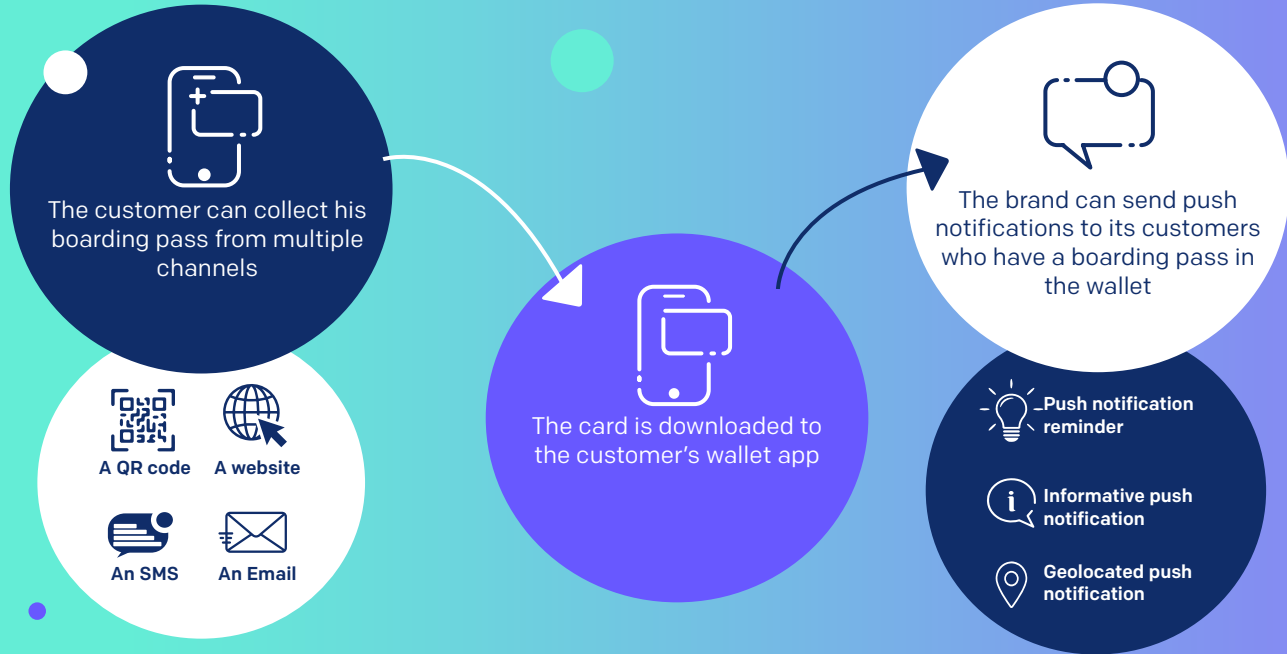 The customer can collect his
boarding pass from multiple
channels
A QR code
A website
An SMS
An Email
The card is downloaded to
the customer's wallet app
The brand can send push
notifications to its customers
who have a boarding pass in
the wallet
Push notification
reminder
i
Informative push
notification
Geolocated push
notification